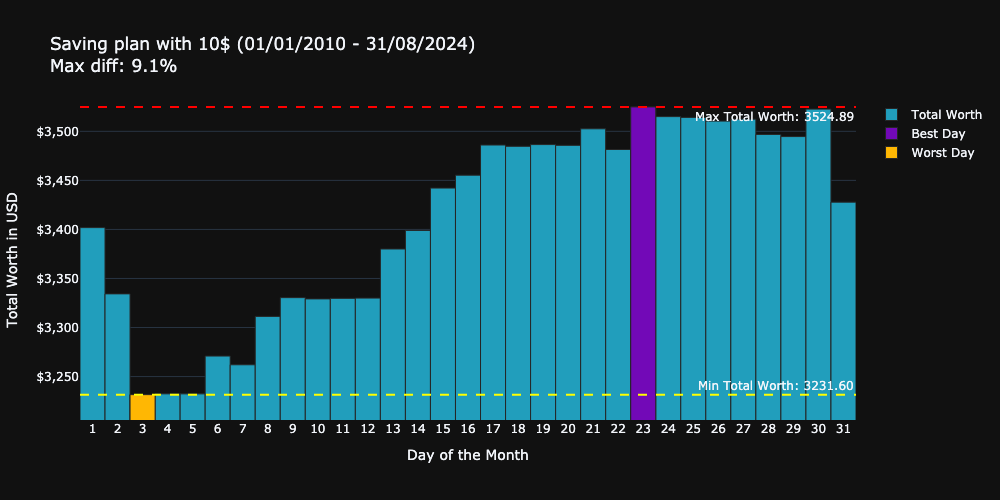 Saving plan with 10$ (01/01/2010 - 31/08/2024)
Max diff: 9.1%
Max Total Worth: 3524.89
Total Worth
Best Day
Worst Day
$3,500
$3,450
$3,400
$3,350
$3,300
$3,250
Total Worth in USD
Min Total Worth: 3231.60
1 2 3 4 5 6 7 8 9 10 11 12 13 14 15 16 17 18 19 20 21 22 23 24 25 26 27 28 29 30 31
Day of the Month